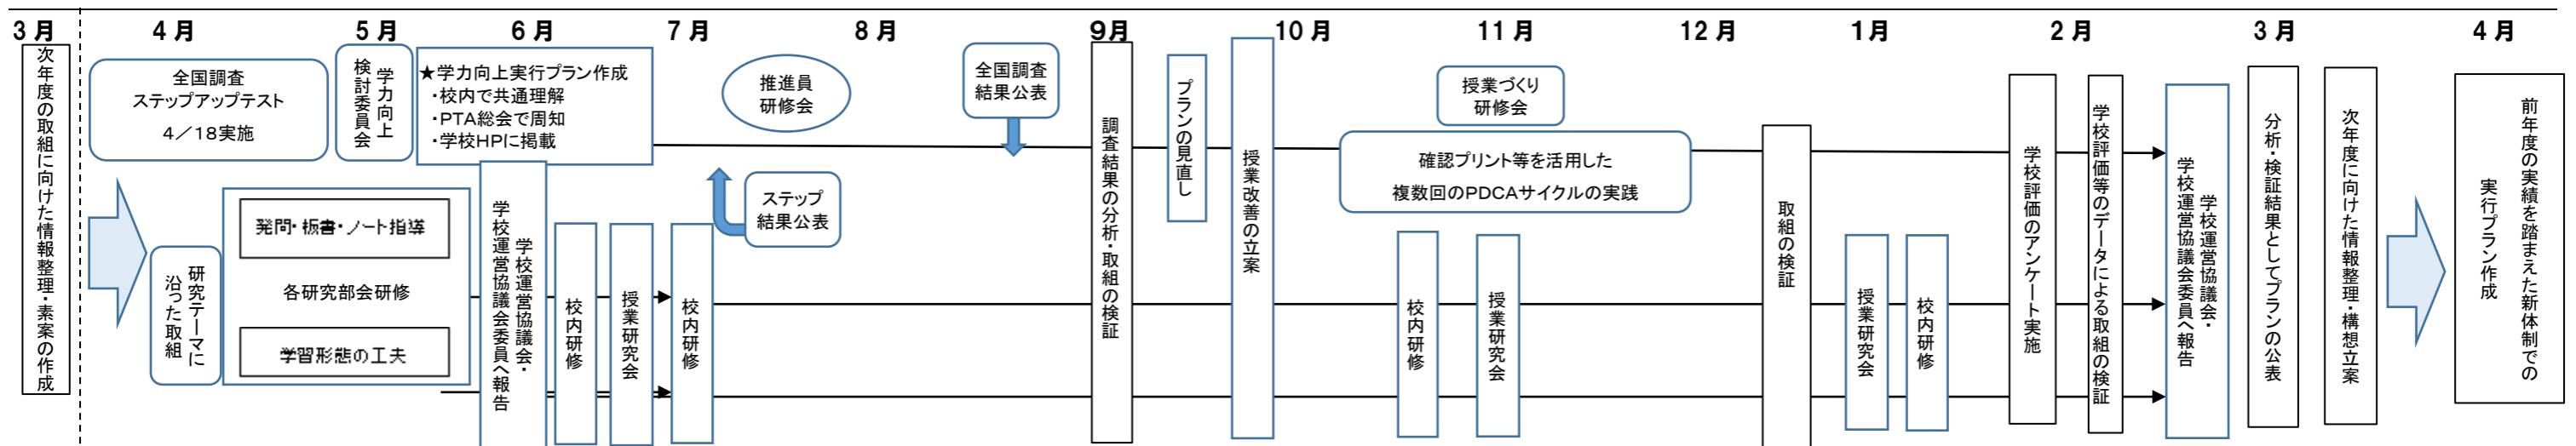 3月
4月
5月
6月
7月
8月
9月
10月
11月
12月
1月
2月
3月
4月
次年度の取組に向けた情報整理・素案の作成
全国調査
ステップアップテスト
4／18実施
学力向上
検討委員会
★学力向上実行プラン作成
・校内で共通理解
・PTA総会で周知
・学校HPに掲載
研究テーマに
沿った取組
発問・板書・ノート指導
各研究部会研修
学習形態の工夫
学校運営協議会・
学校運営協議会委員へ報告
校内研修
授業研究会
校内研修
推進員
研修会
ステップ
結果公表
全国調査
結果公表
調査結果の分析・取組の検証
プランの見直し
授業改善の立案
授業づくり
研修会
確認プリント等を活用した
複数回のPDCAサイクルの実践
校内研修
授業研究会
取組の検証
授業研究会
校内研修
学校評価のアンケート実施
学校評価等のデータによる取組の検証
学校運営協議会・
学校運営協議会委員へ報告
分析・検証結果としてプランの公表
次年度に向けた情報整理・構想立案
前年度の実績を踏まえた新体制での
実行プラン作成